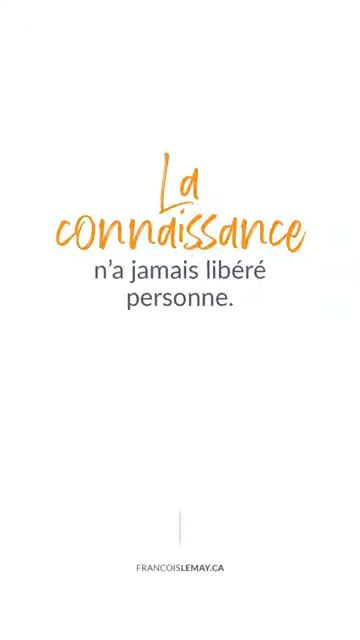 La
connaissance
n'a jamais libéré
personne.
FRANCOISLEMAY.CA